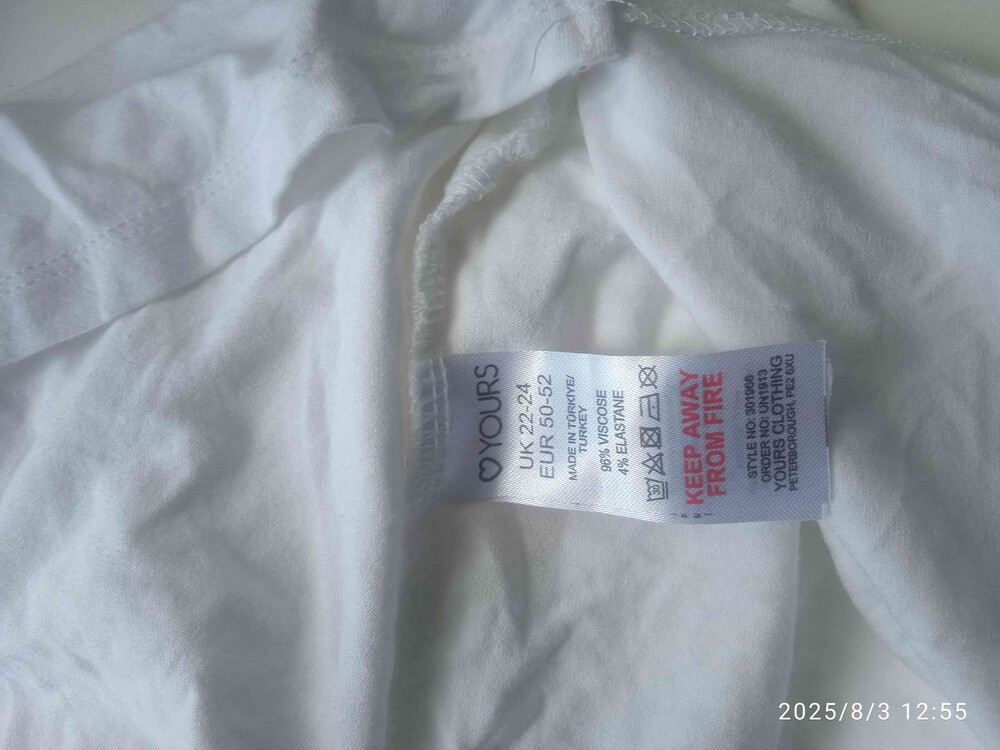 YOURS
UK 22-24
EUR 50-52
MADE IN TÜRKIYE/
TURKEY
96% VISCOSE
4% ELASTANE
30
KEEP AWAY
FROM FIRE
STYLE NO: 301966
ORDER NO: UN1913
YOURS CLOTHING
PETERBOROUGH, PE2 6XU
2025/8/3 12:55